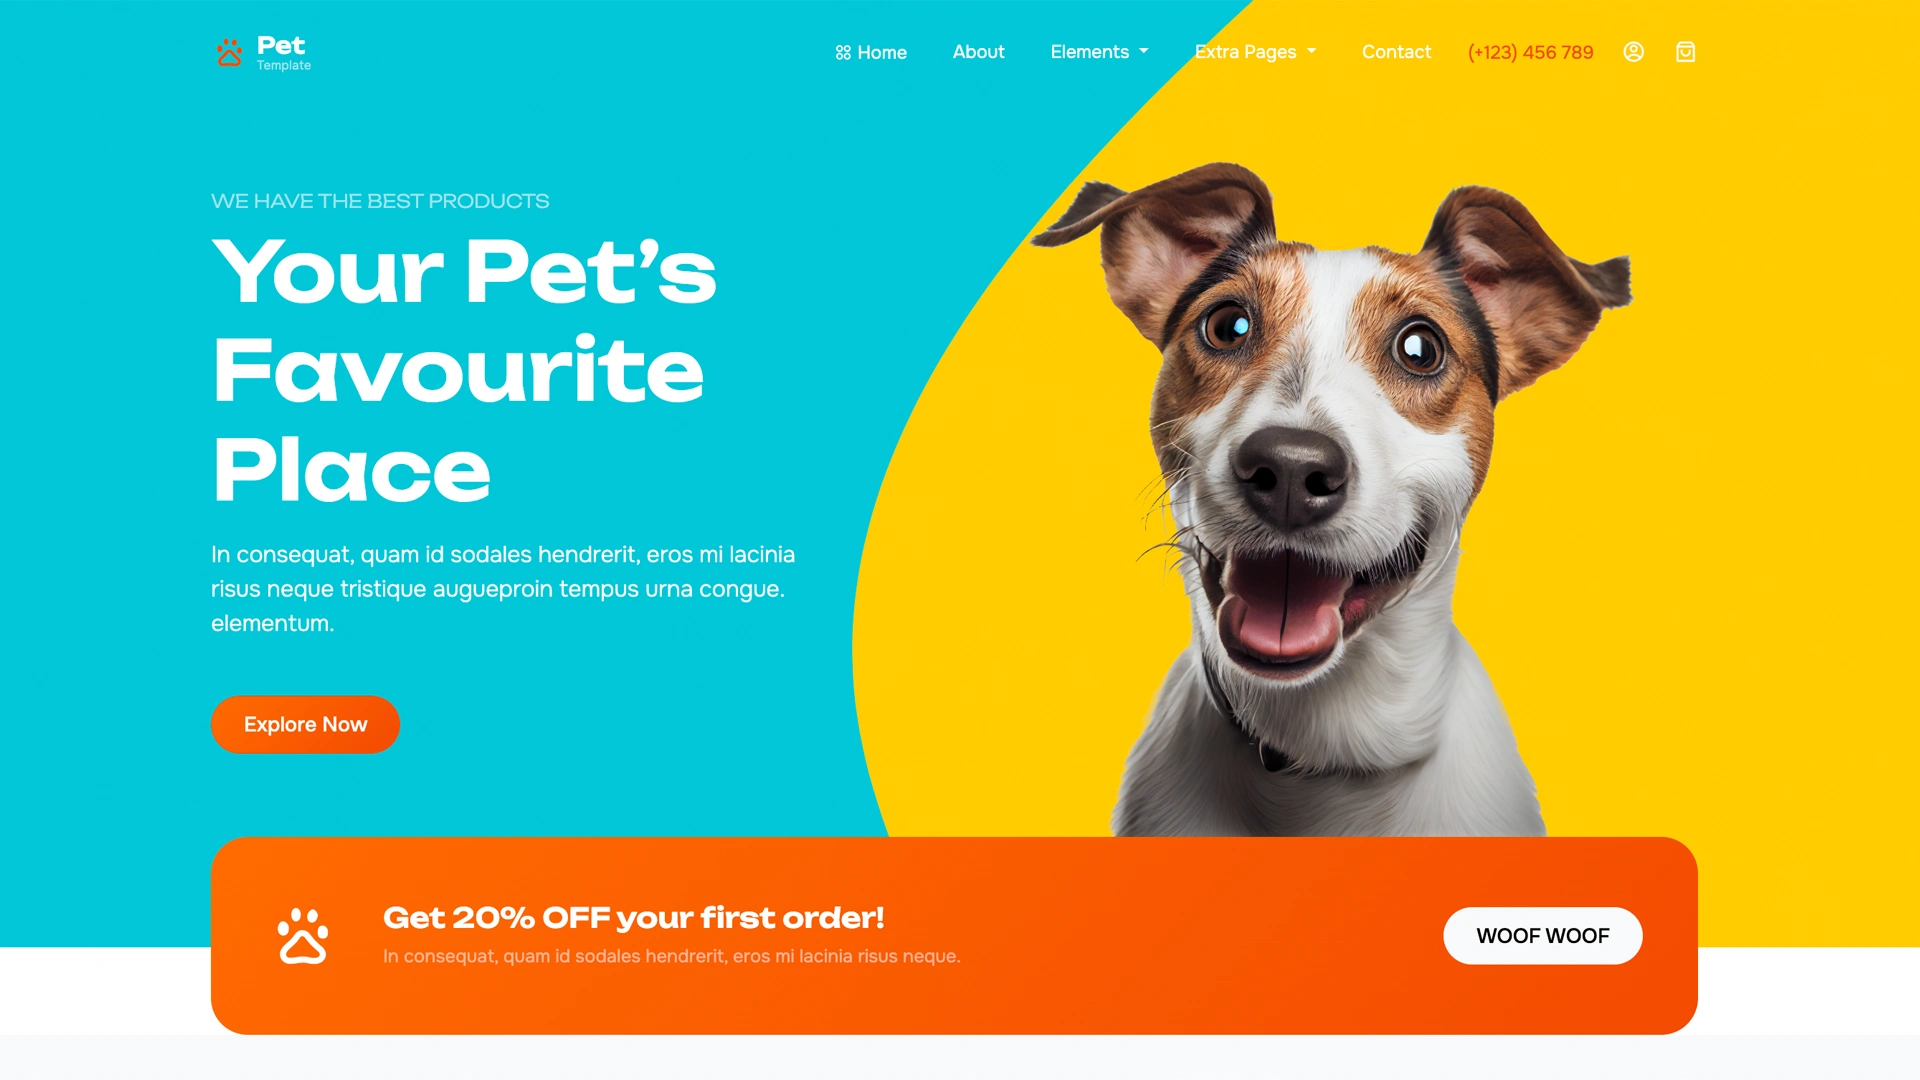 Pet
Template
Home
About
Elements
Extra Pages
Contact
(+123) 456 789
WE HAVE THE BEST PRODUCTS
Your Pet’s
Favourite
Place
In consequat, quam id sodales hendrerit, eros mi lacinia
risus neque tristique augueproin tempus urna congue.
elementum.
Explore Now
Get 20% OFF your first order!
In consequat, quam id sodales hendrerit, eros mi lacinia risus neque.
WOOF WOOF